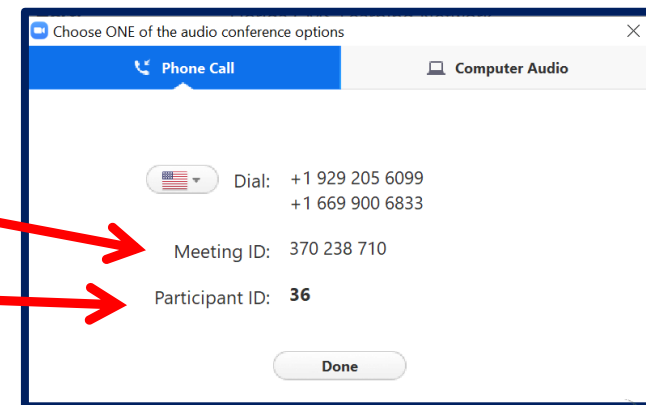 Choose ONE of the audio conference options
Phone Call
Computer Audio
Dial: +1 929 205 6099
+1 669 900 6833
Meeting ID: 370 238 710
Participant ID: 36
Done